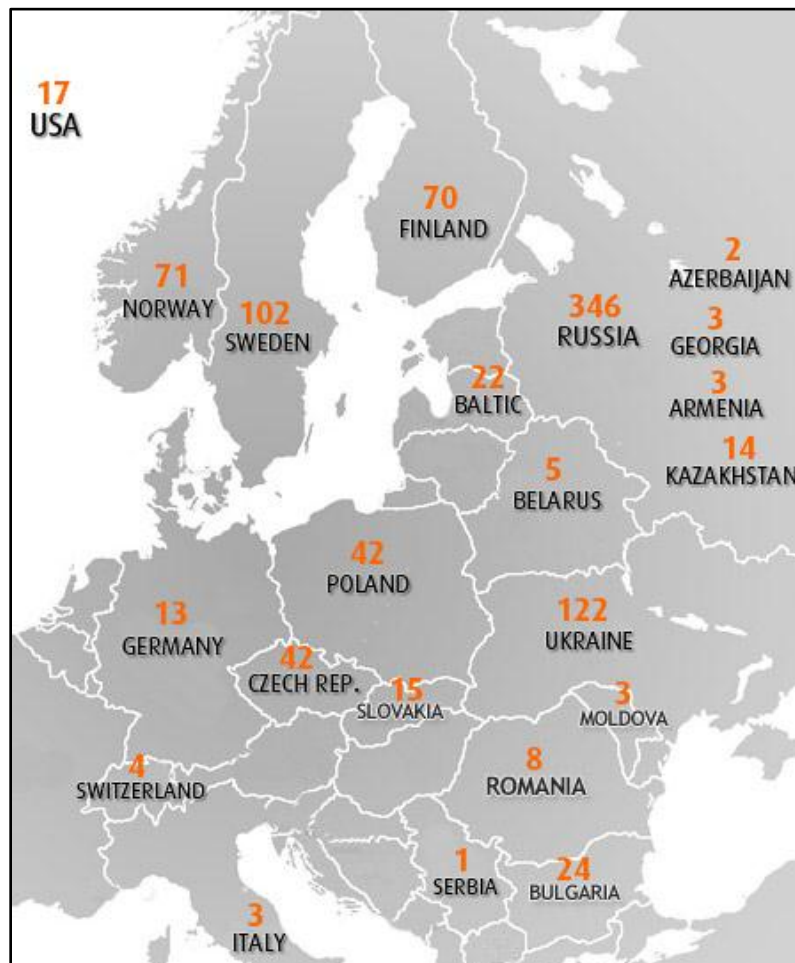 17
USA
70
FINLAND
2
AZERBAIJAN
71
NORWAY
102
SWEDEN
346
RUSSIA
3
GEORGIA
22
BALTIC
3
ARMENIA
14
KAZAKHSTAN
5
BELARUS
42
POLAND
13
GERMANY
122
UKRAINE
42
CZECH REP.
15
SLOVAKIA
3
MOLDOVA
4
SWITZERLAND
8
ROMANIA
1
SERBIA
24
BULGARIA
3
ITALY